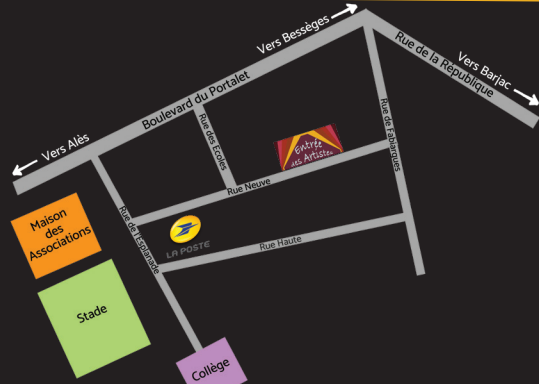 Vers Bessèges
Rue de la République
Vers Barjac
Boulevard du Portalet
Vers Alès
Rue des Ecoles
Rue de Fabiargues
Entrée
des Artistes
Rue Neuve
Maison
des
Associations
Rue de l'Esplanade
LA POSTE
Rue Haute
Stade
Collège